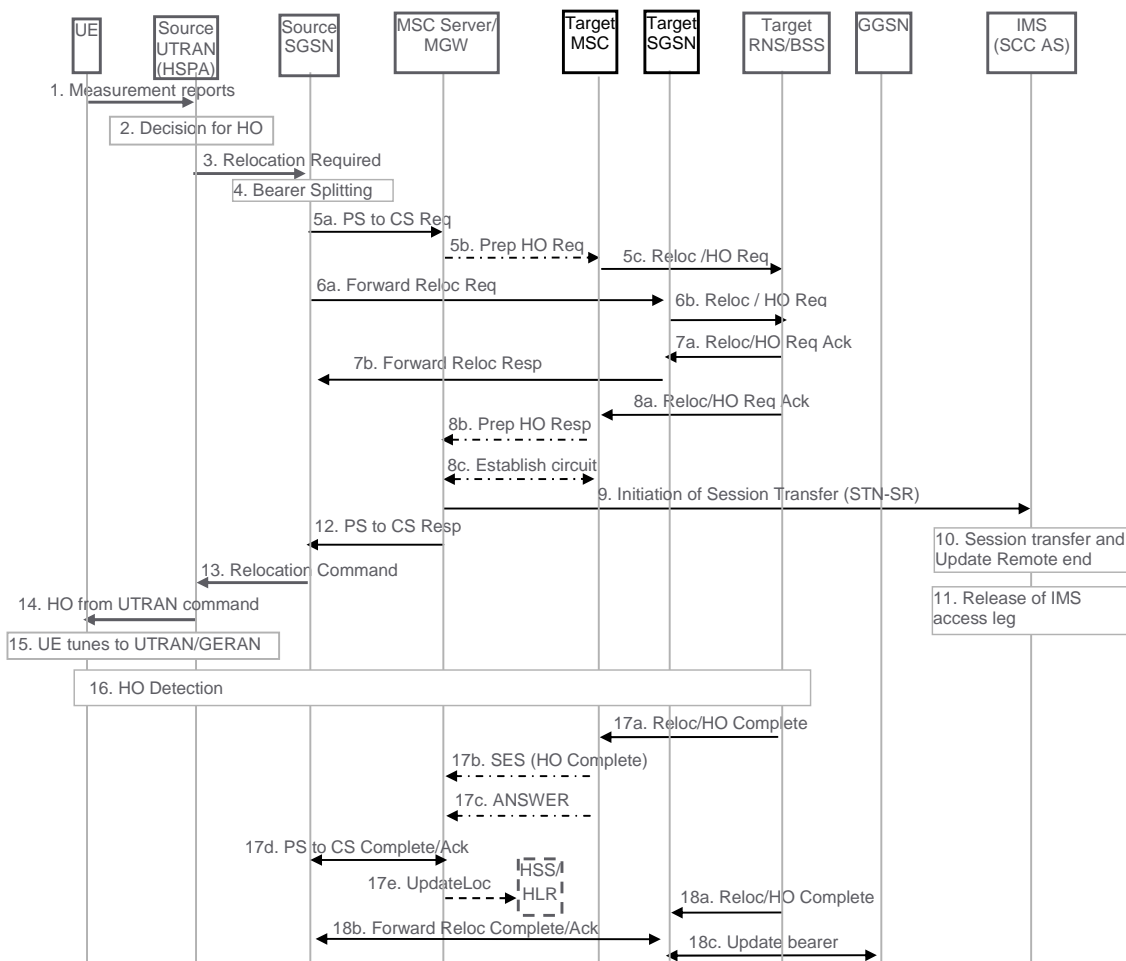 UE
Source
UTRAN
(HSPA)
Source
SGSN
MSC Server/
MGW
Target
MSC
Target
SGSN
Target
RNS/BSS
GGSN
IMS
(SCC AS)
1. Measurement reports
2. Decision for HO
3. Relocation Required
4. Bearer Splitting
5a. PS to CS Req
5b. Prep HO Req
5c. Reloc /HO Req
6a. Forward Reloc Req
6b. Reloc / HO Req
7a. Reloc/HO Req Ack
7b. Forward Reloc Resp
8a. Reloc/HO Req Ack
8b. Prep HO Resp
8c. Establish circuit
9. Initiation of Session Transfer (STN-SR)
12. PS to CS Resp
10. Session transfer and
Update Remote end
13. Relocation Command
11. Release of IMS
access leg
14. HO from UTRAN command
15. UE tunes to UTRAN/GERAN
16. HO Detection
17a. Reloc/HO Complete
17b. SES (HO Complete)
17c. ANSWER
17d. PS to CS Complete/Ack
HSS/
HLR
17e. UpdateLoc
18a. Reloc/HO Complete
18b. Forward Reloc Complete/Ack
18c. Update bearer